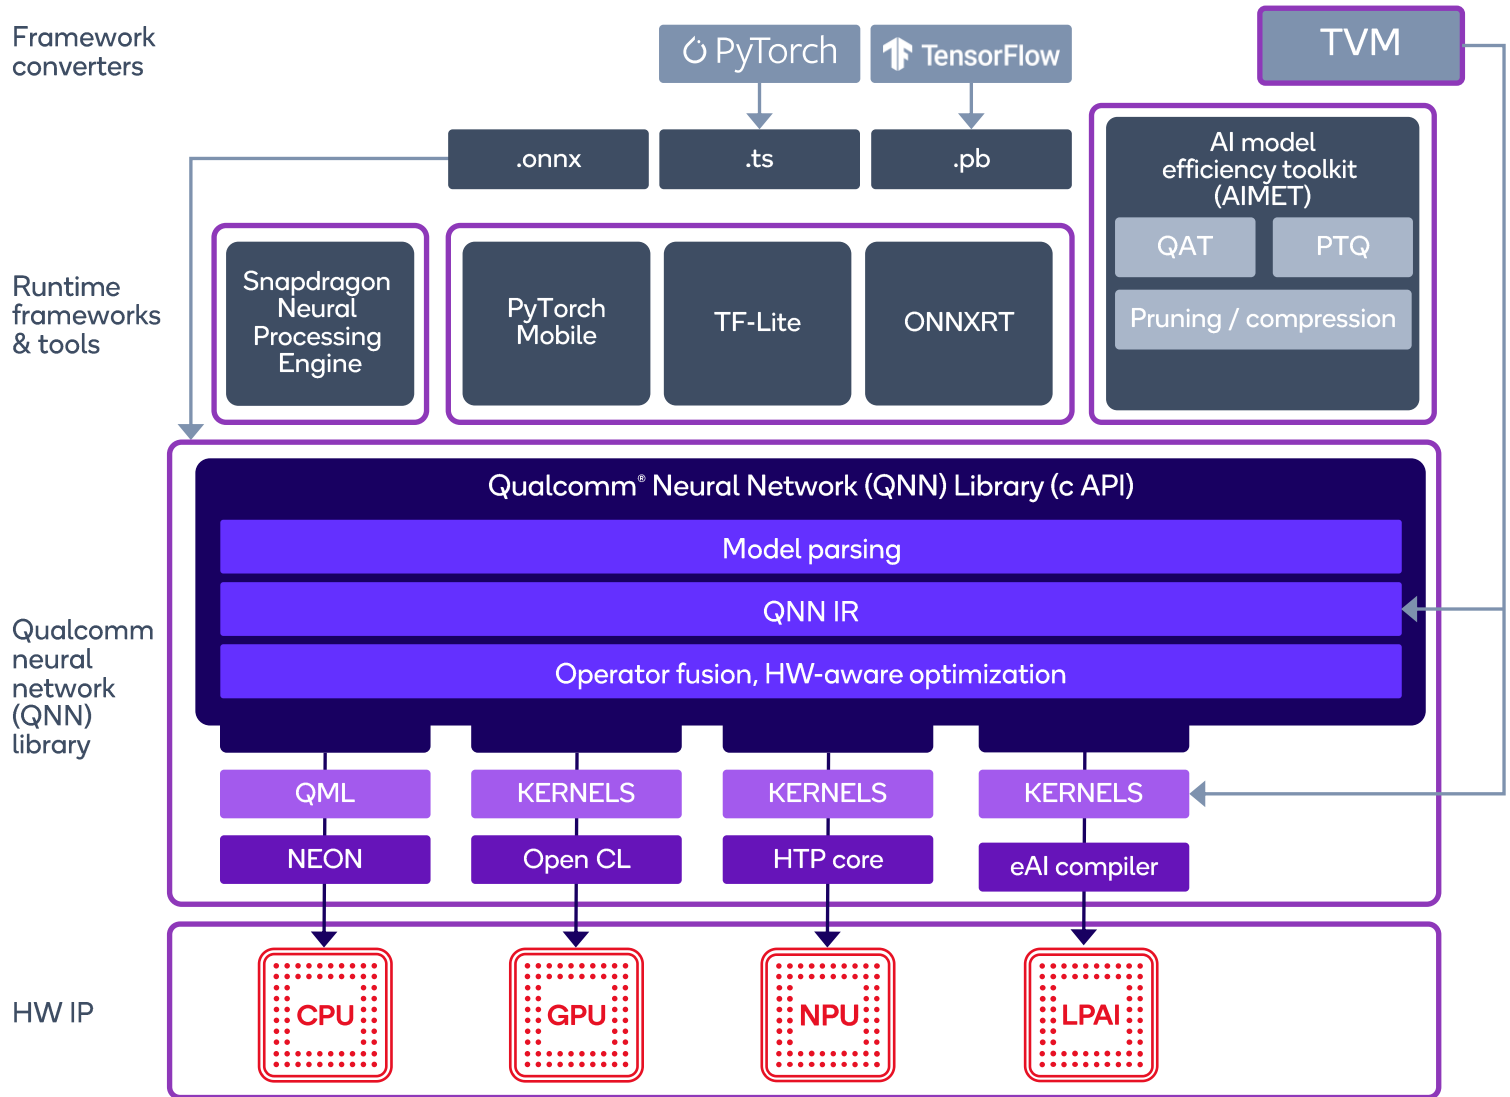 Framework
converters
PyTorch
TensorFlow
TVM
.onnx
.ts
.pb
AI model
efficiency toolkit
(AIMET)
QAT
PTQ
Pruning / compression
Runtime
frameworks
& tools
Snapdragon
Neural
Processing
Engine
PyTorch
Mobile
TF-Lite
ONNXRT
Qualcomm
neural
network
(QNN)
library
Qualcomm® Neural Network (QNN) Library (c API)
Model parsing
QNN IR
Operator fusion, HW-aware optimization
QML
KERNELS
KERNELS
KERNELS
NEON
Open CL
HTP core
eAI compiler
HW IP
CPU
GPU
NPU
LPAI